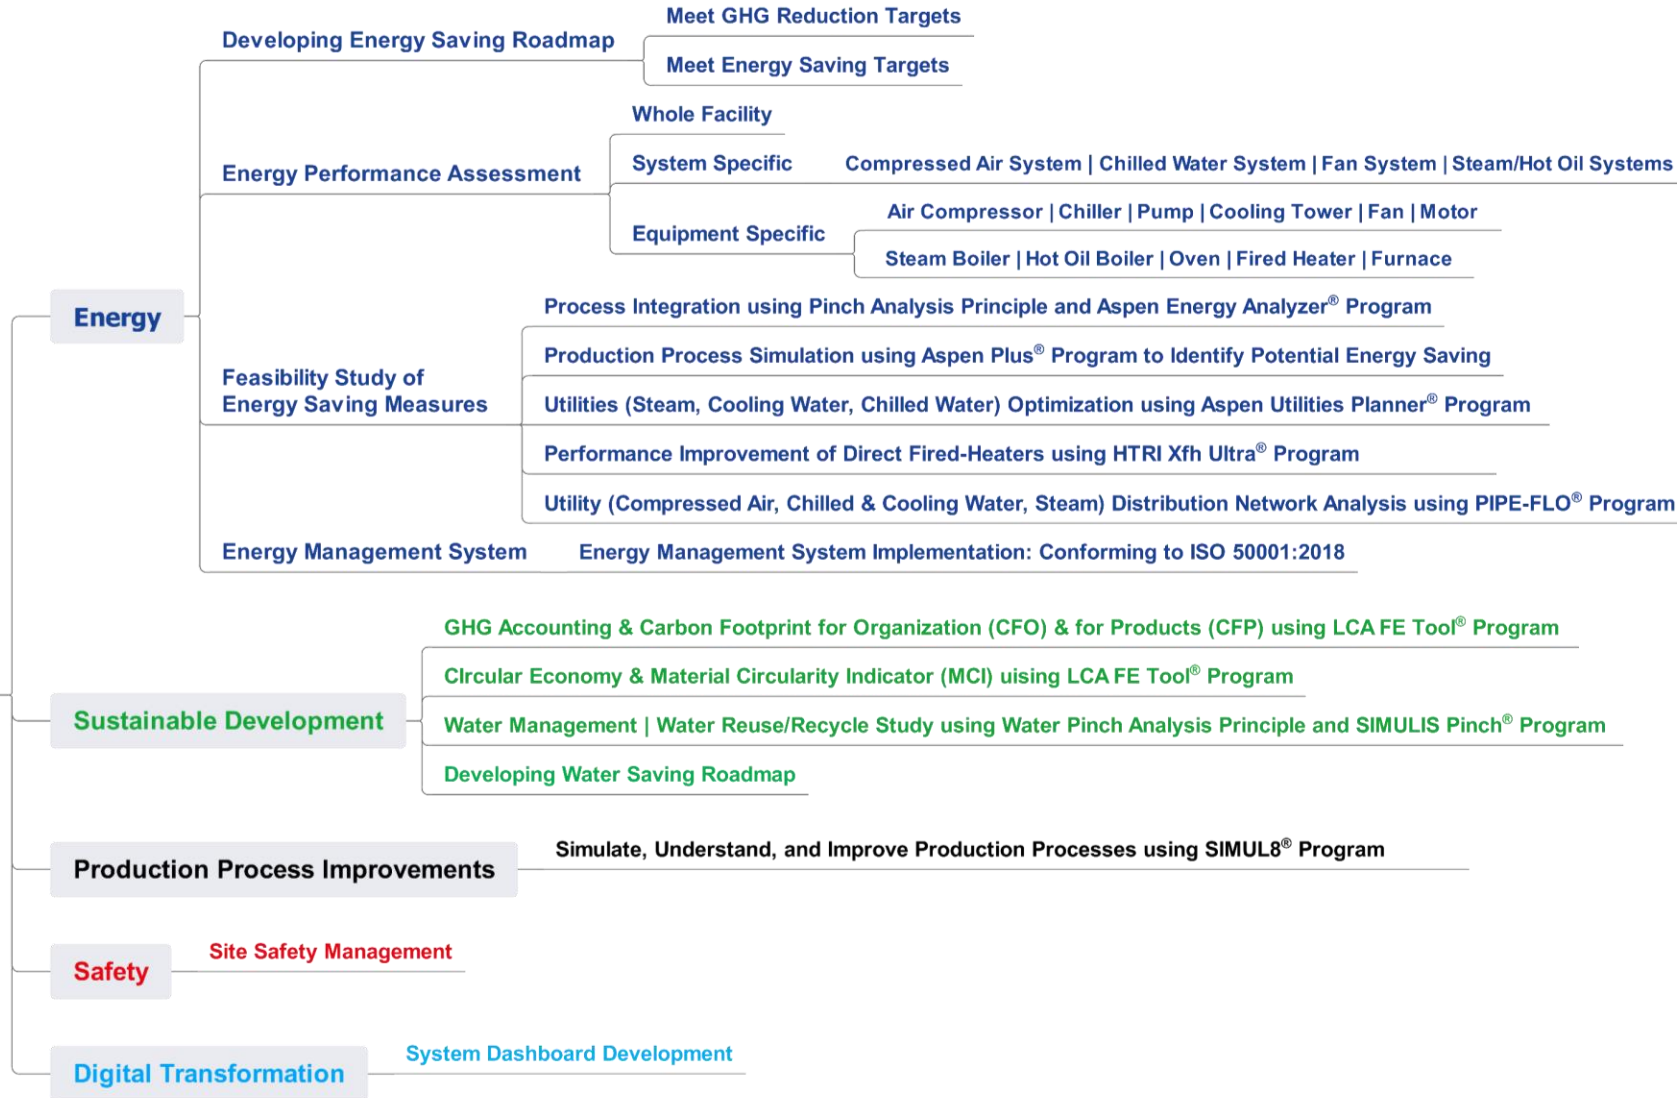 Meet GHG Reduction Targets
Developing Energy Saving Roadmap
Meet Energy Saving Targets
Whole Facility
Energy Performance Assessment
System Specific
Compressed Air System | Chilled Water System | Fan System | Steam/Hot Oil Systems
Equipment Specific
Air Compressor | Chiller | Pump | Cooling Tower | Fan | Motor
Steam Boiler | Hot Oil Boiler | Oven | Fired Heater | Furnace
Energy
Feasibility Study of
Energy Saving Measures
Process Integration using Pinch Analysis Principle and Aspen Energy Analyzer® Program
Production Process Simulation using Aspen Plus® Program to Identify Potential Energy Saving
Utilities (Steam, Cooling Water, Chilled Water) Optimization using Aspen Utilities Planner® Program
Performance Improvement of Direct Fired-Heaters using HTRI Xfh Ultra® Program
Utility (Compressed Air, Chilled & Cooling Water, Steam) Distribution Network Analysis using PIPE-FLO® Program
Energy Management System
Energy Management System Implementation: Conforming to ISO 50001:2018
Sustainable Development
GHG Accounting & Carbon Footprint for Organization (CFO) & for Products (CFP) using LCA FE Tool® Program
CIrcular Economy & Material Circularity Indicator (MCI) uising LCA FE Tool® Program
Water Management | Water Reuse/Recycle Study using Water Pinch Analysis Principle and SIMULIS Pinch® Program
Developing Water Saving Roadmap
Production Process Improvements
Simulate, Understand, and Improve Production Processes using SIMUL8® Program
Safety
Site Safety Management
Digital Transformation
System Dashboard Development